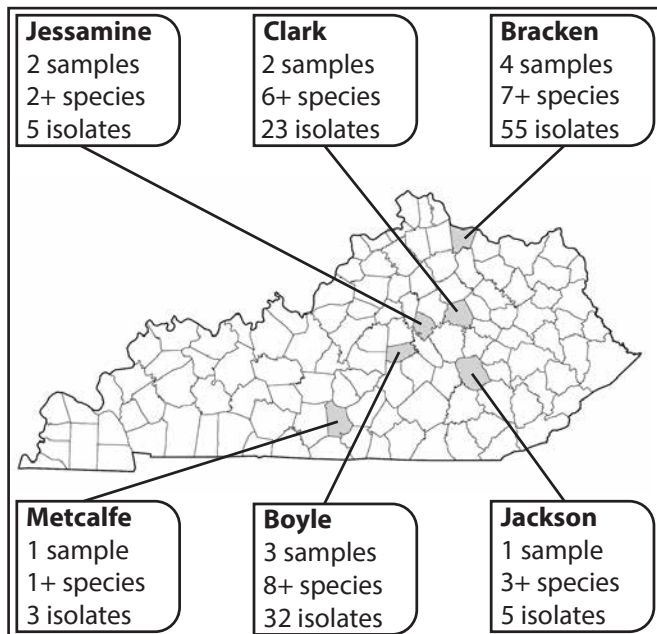 Jessamine
2 samples
2+ species
5 isolates
Clark
2 samples
6+ species
23 isolates
Bracken
4 samples
7+ species
55 isolates
Metcalfe
1 sample
1+ species
3 isolates
Boyle
3 samples
8+ species
32 isolates
Jackson
1 sample
3+ species
5 isolates